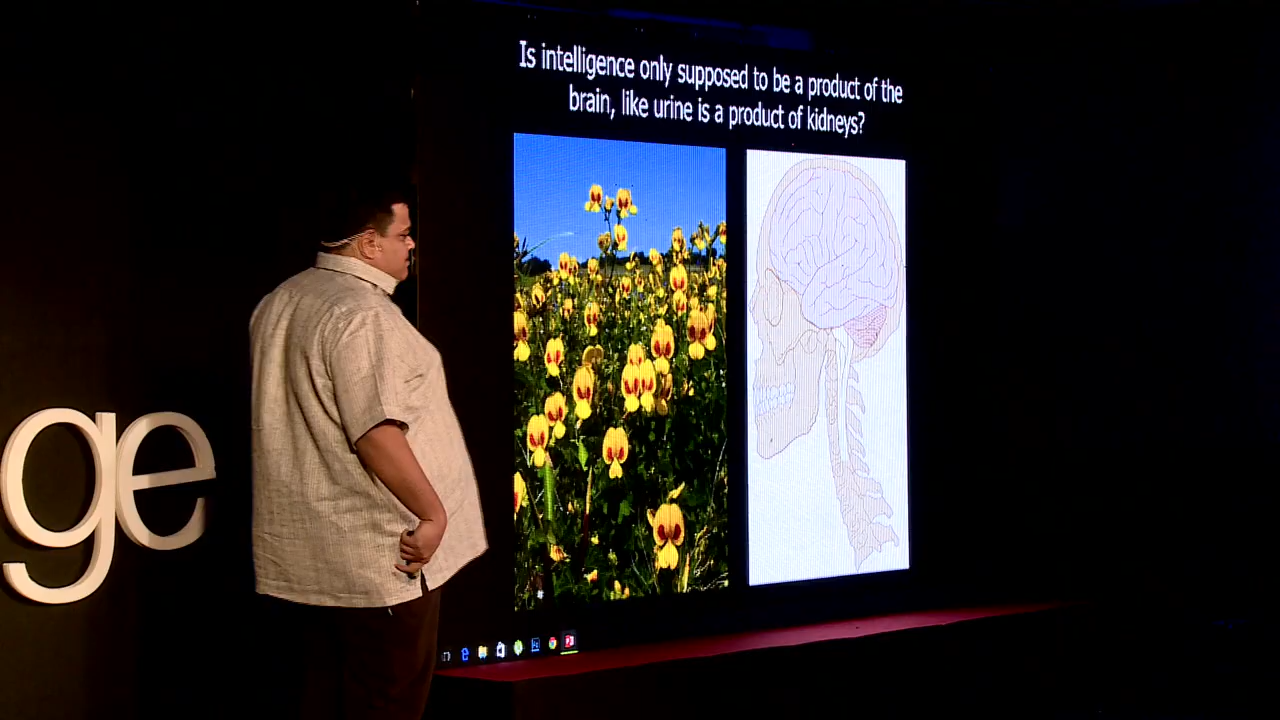 Is intelligence only supposed to be a product of the
brain, like urine is a product of kidneys?
ge